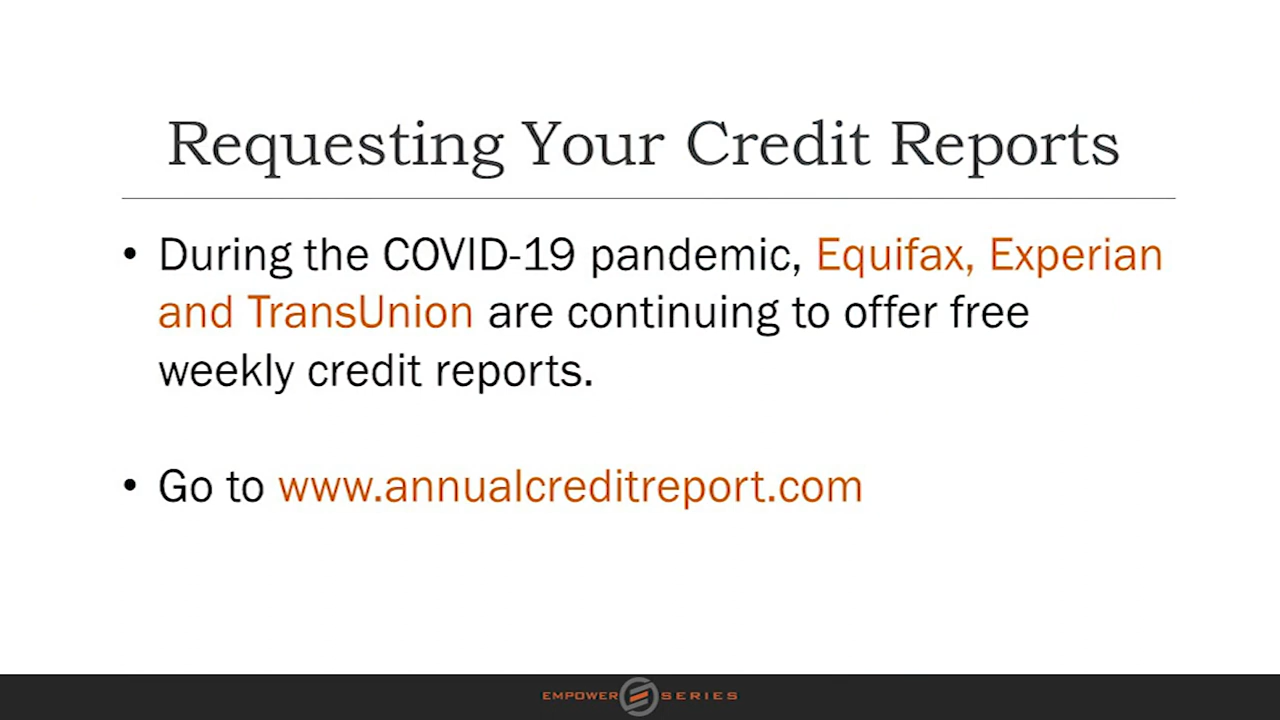 Requesting Your Credit Reports
• During the COVID-19 pandemic, Equifax, Experian
and TransUnion are continuing to offer free
weekly credit reports.
• Go to www.annualcreditreport.com
EMPOWER SERIES